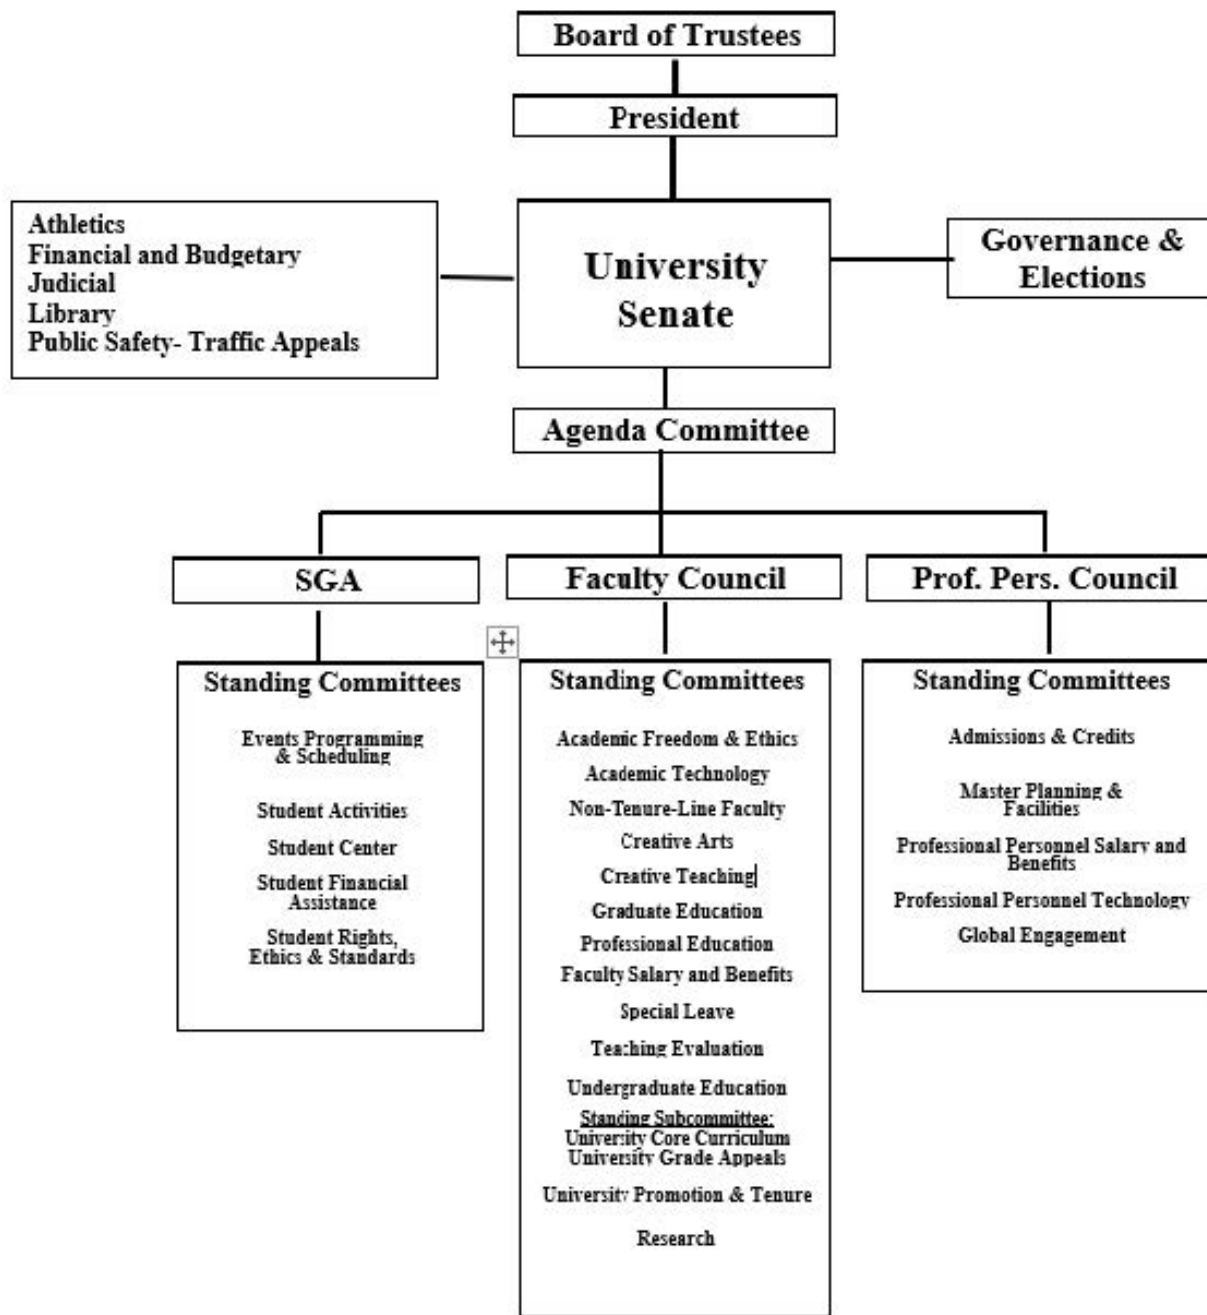 Board of Trustees
President
Athletics
Financial and Budgetary
Judicial
Library
Public Safety- Traffic Appeals
University
Senate
Governance &
Elections
Agenda Committee
SGA
Faculty Council
Prof. Pers. Council
Standing Committees
Events Programming
& Scheduling
Student Activities
Student Center
Student Financial
Assistance
Student Rights,
Ethics & Standards
Standing Committees
Academic Freedom & Ethics
Academic Technology
Non-Tenure-Line Faculty
Creative Arts
Creative Teaching
Graduate Education
Professional Education
Faculty Salary and Benefits
Special Leave
Teaching Evaluation
Undergraduate Education
Standing Subcommittee:
University Core Curriculum
University Grade Appeals
University Promotion & Tenure
Research
Standing Committees
Admissions & Credits
Master Planning &
Facilities
Professional Personnel Salary and
Benefits
Professional Personnel Technology
Global Engagement